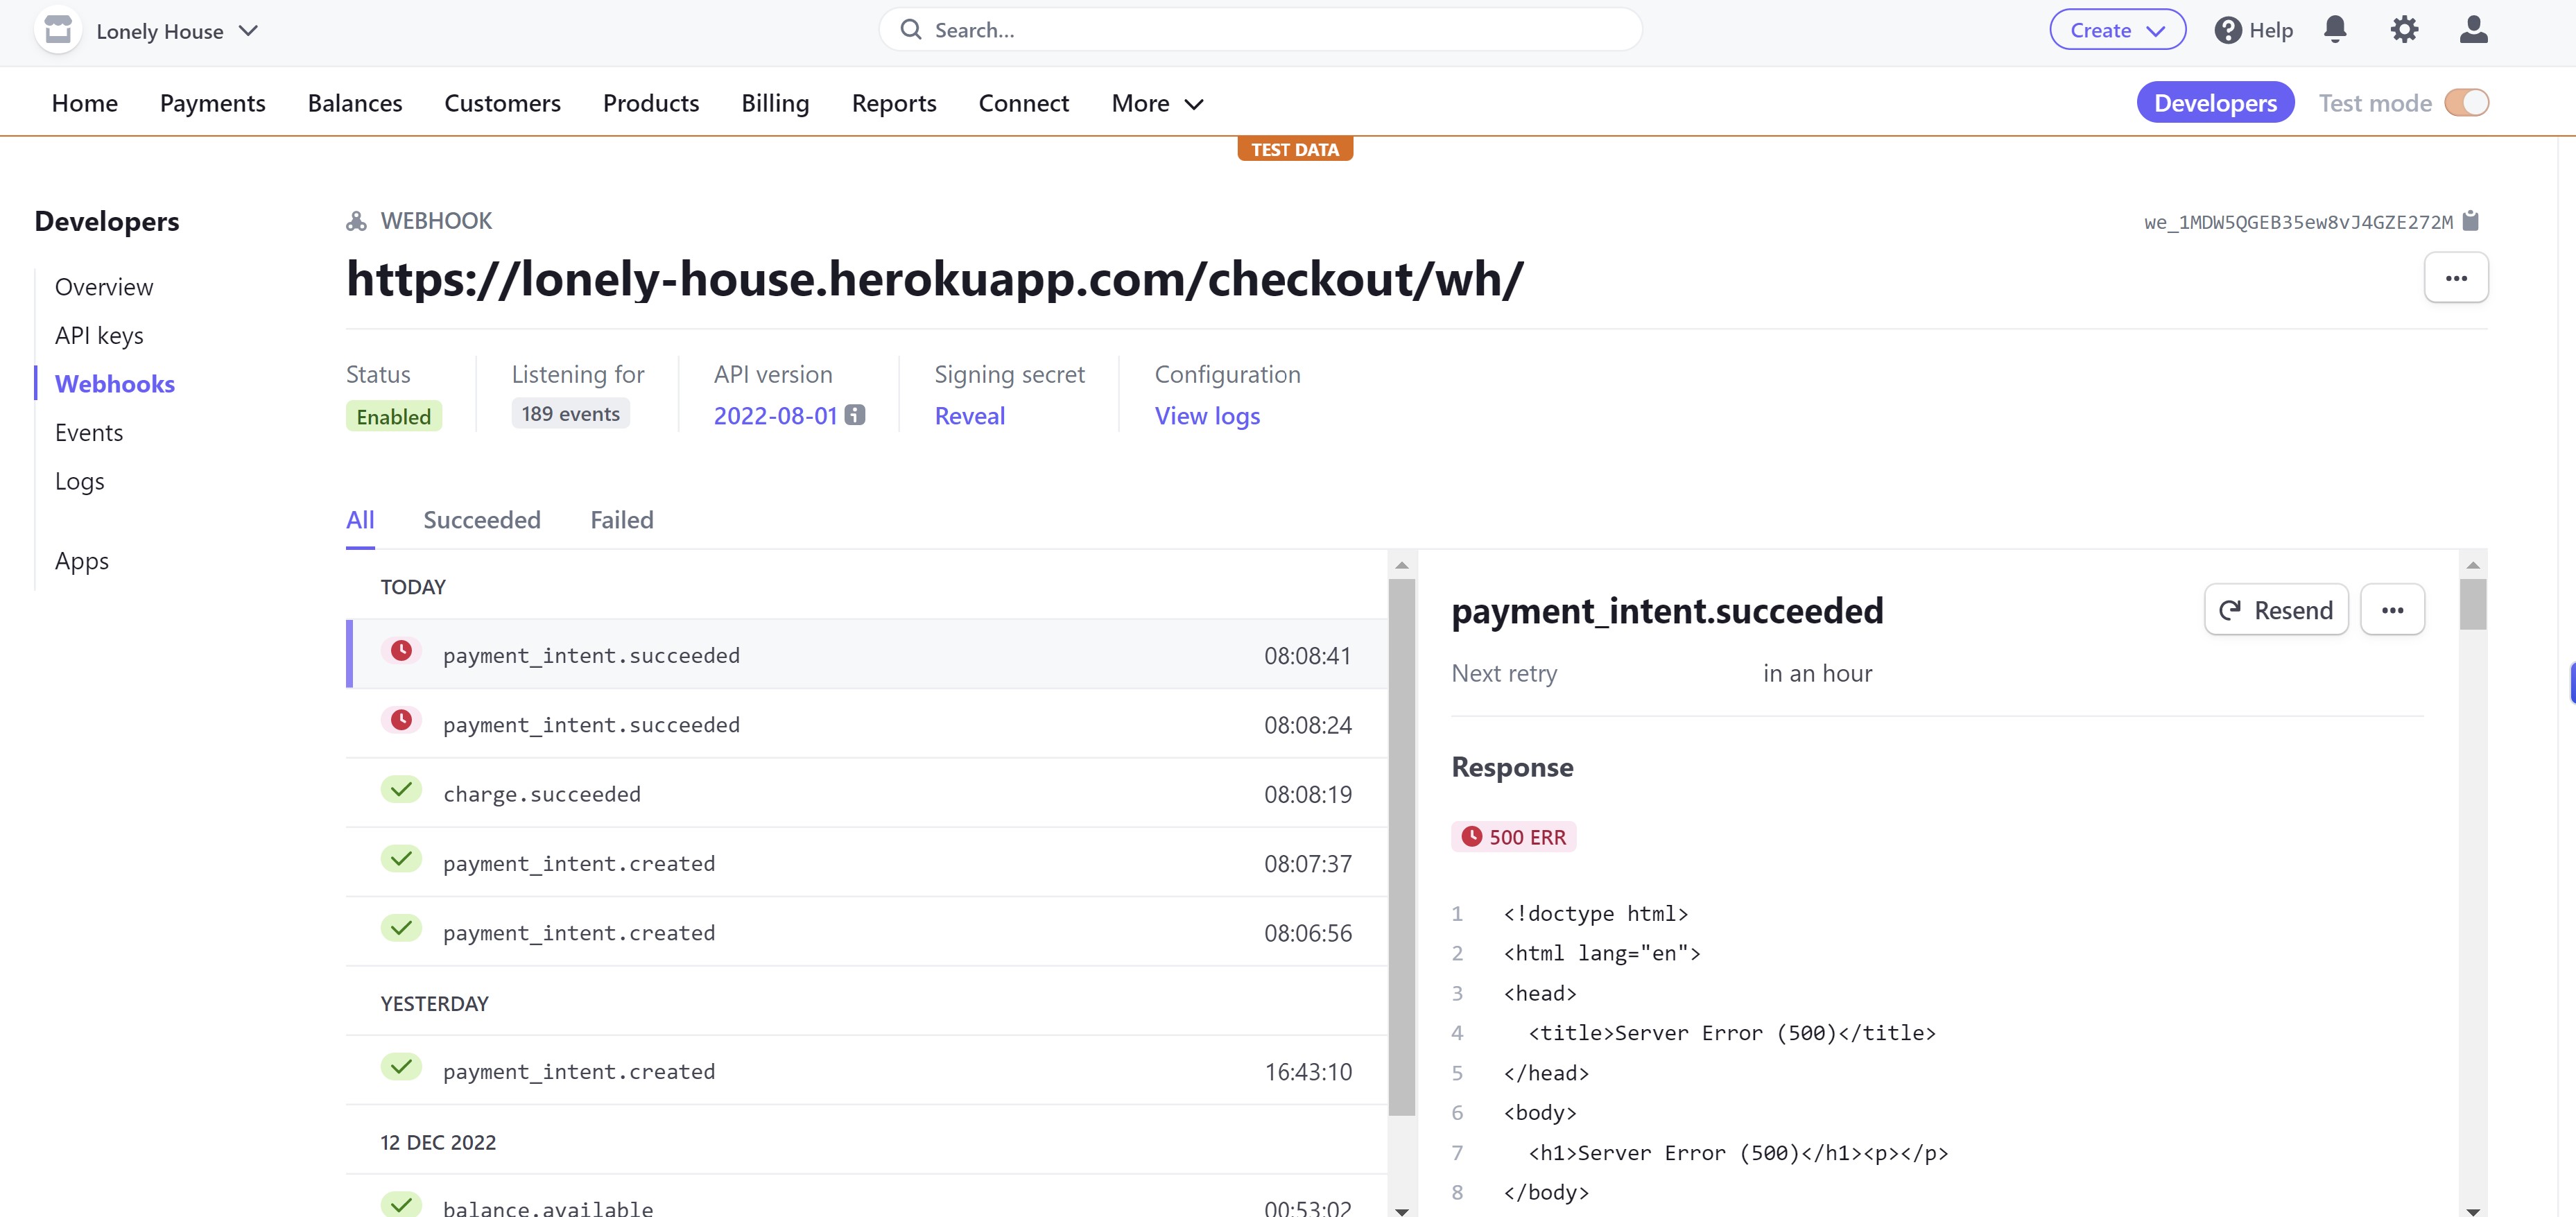 Lonely House
Search...
Create
Help
Home Payments Balances Customers Products Billing Reports Connect More
Developers Test mode
TEST DATA
Developers
Overview
API keys
Webhooks
Events
Logs
Apps
WEBHOOK
we_1MDW5QGEB35ew8vJ4GZE272M
https://lonely-house.herokuapp.com/checkout/wh/
Status
Enabled
Listening for
189 events
API version
2022-08-01
Signing secret
Reveal
Configuration
View logs
All Succeeded Failed
TODAY
payment_intent.succeeded 08:08:41
payment_intent.succeeded 08:08:24
charge.succeeded 08:08:19
payment_intent.created 08:07:37
payment_intent.created 08:06:56
YESTERDAY
payment_intent.created 16:43:10
12 DEC 2022
balance.available 00:53:02
payment_intent.succeeded
Resend
Next retry in an hour
Response
500 ERR
1 <!doctype html>
2 <html lang="en">
3 <head>
4 <title>Server Error (500)</title>
5 </head>
6 <body>
7 <h1>Server Error (500)</h1><p></p>
8 </body>